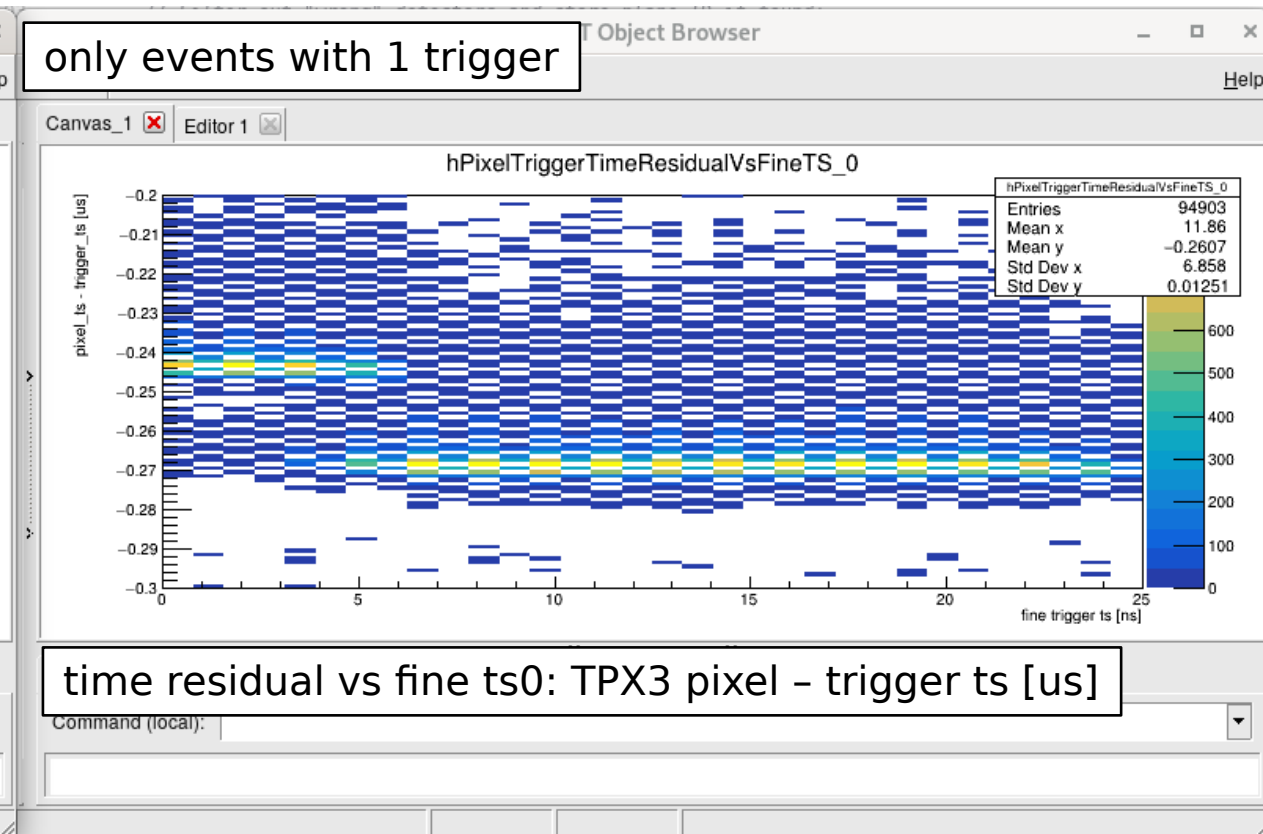 only events with 1 trigger
T Object Browser
p
Help
Canvas_1
Editor 1
hPixelTriggerTimeResidualVsFineTS_0
hPixelTriggerTimeResidualVsFineTS_0
Entries 94903
Mean x 11.86
Mean y −0.2607
Std Dev x 6.858
Std Dev y 0.01251
pixel_ts - trigger_ts [us]
−0.2
−0.21
−0.22
−0.23
−0.24
−0.25
−0.26
−0.27
−0.28
−0.29
−0.3
0 5 10 15 20 25
fine trigger ts [ns]
600
500
400
300
200
100
0
time residual vs fine ts0: TPX3 pixel – trigger ts [us]
Command (local):